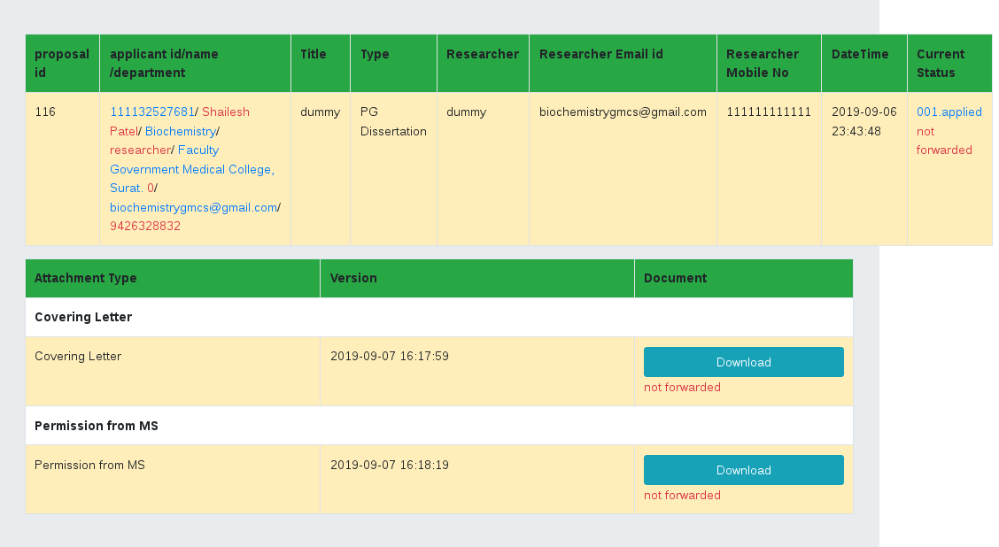 proposal id
applicant id/name /department
Title
Type
Researcher
Researcher Email id
Researcher Mobile No
DateTime
Current Status
116
111132527681/ Shailesh
Patel/ Biochemistry/
researcher/ Faculty
Government Medical College,
Surat. 0/
biochemistrygmcs@gmail.com/
9426328832
dummy
PG
Dissertation
dummy
biochemistrygmcs@gmail.com
111111111111
2019-09-06
23:43:48
001.applied
not
forwarded
Attachment Type Version Document
Covering Letter
Covering Letter 2019-09-07 16:17:59 Download
not forwarded
Permission from MS
Permission from MS 2019-09-07 16:18:19 Download
not forwarded